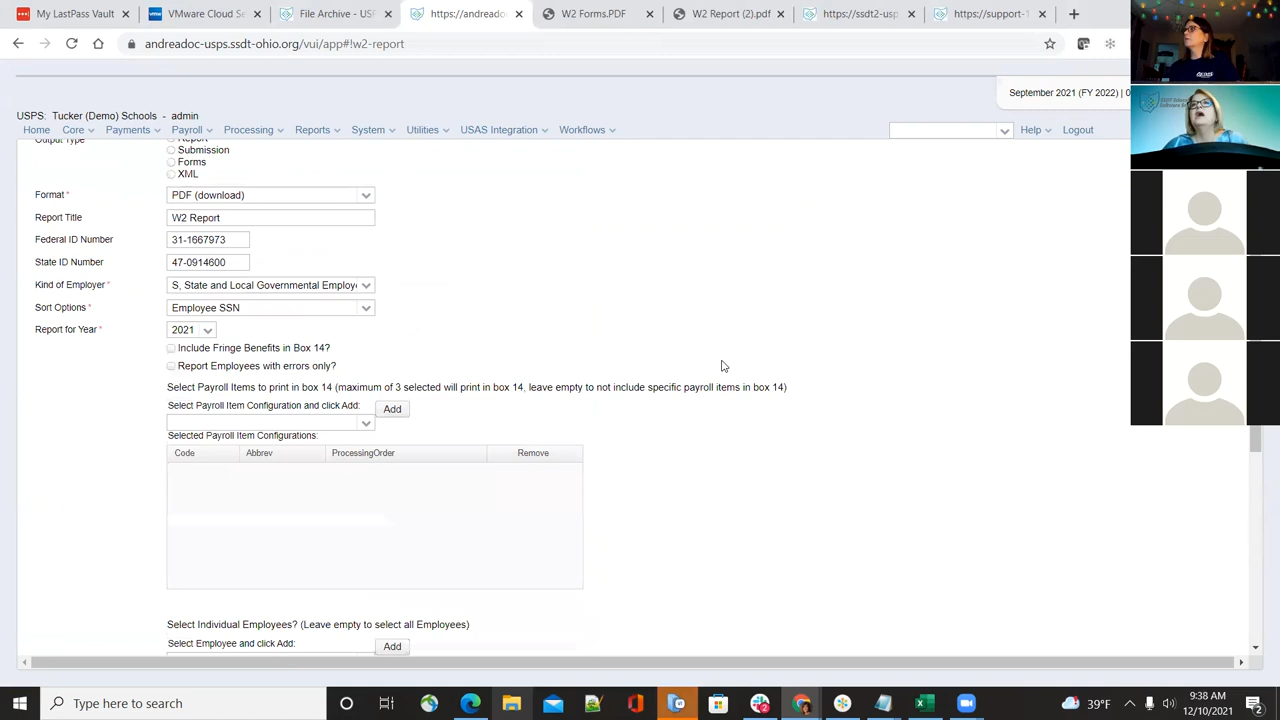 My LastPass Vault
VMware Cloud Se
File Archive - USP
https://andreadoc
W2 Forms.PDF
W2 Report (2).pdf
https://ssdt2-usp
https://support-
andreadoc-usps.ssdt-ohio.org/vui/app#!w2-report
September 2021 (FY 2022) | 0
USPS: Tucker (Demo) Schools - admin
Home Core Payments Payroll Processing Reports System Utilities USAS Integration Workflows Help Logout
Output Type
Report
Submission
Forms
XML
Format * PDF (download)
Report Title W2 Report
Federal ID Number 31-1667973
State ID Number 47-0914600
Kind of Employer * S, State and Local Governmental Employ
Sort Options * Employee SSN
Report for Year * 2021
Include Fringe Benefits in Box 14?
Report Employees with errors only?
Select Payroll Items to print in box 14 (maximum of 3 selected will print in box 14, leave empty to not include specific payroll items in box 14)
Select Payroll Item Configuration and click Add: Add
Selected Payroll Item Configurations:
Code Abbrev ProcessingOrder Remove
Select Individual Employees? (Leave empty to select all Employees)
Select Employee and click Add: Add
Type here to search
39°F
9:38 AM
12/10/2021